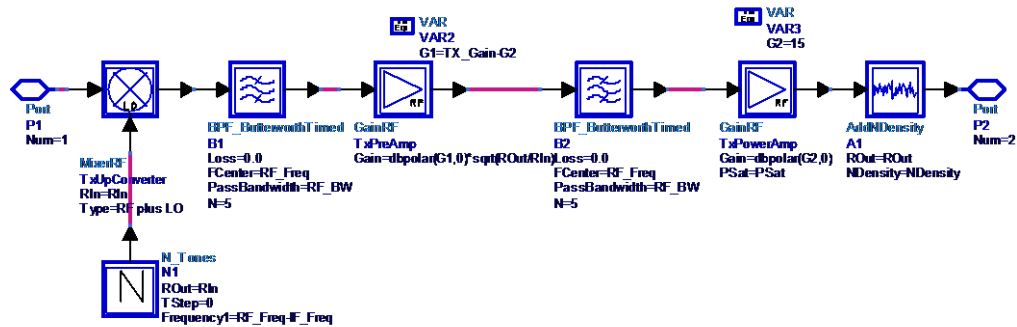 VAR
VAR2
G1=TX_Gain-G2
VAR
VAR3
G2=15
Port
P1
Num=1
LO
MixerRF
TxUpConverter
RIn=RIn
Type=RF plus LO
N_Tones
N1
ROut=RIn
TStep=0
Frequency1=RF_Freq-IF_Freq
BPF_ButterworthTimed
B1
Loss=0.0
FCenter=RF_Freq
PassBandwidth=RF_BW
N=5
RF
GainRF
TxPreAmp
Gain=dbpolar(G1,0)*sqrt(ROut/RIn)
BPF_ButterworthTimed
B2
Loss=0.0
FCenter=RF_Freq
PassBandwidth=RF_BW
N=5
RF
GainRF
TxPowerAmp
Gain=dbpolar(G2,0)
PSat=PSat
AddNDensity
A1
ROut=ROut
NDensity=NDensity
Port
P2
Num=2
N